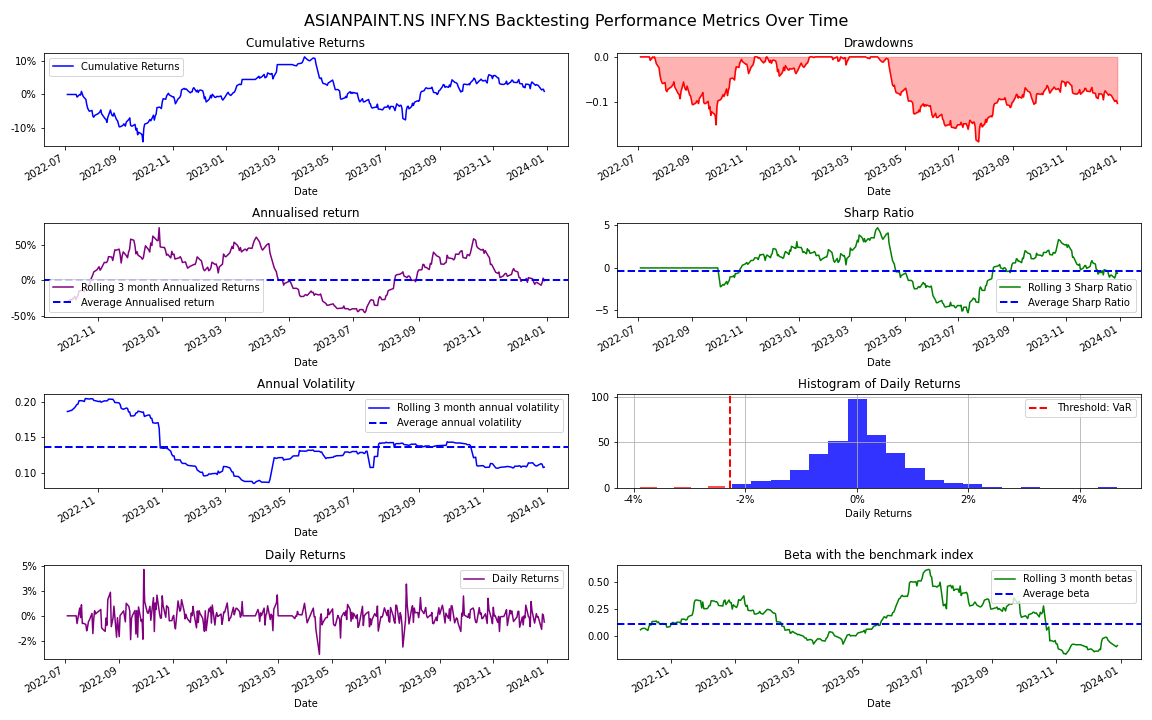 ASIANPAINT.NS INFY.NS Backtesting Performance Metrics Over Time
Cumulative Returns
10%
0%
-10%
Cumulative Returns
2022-07 2022-09 2022-11 2023-01 2023-03 2023-05 2023-07 2023-09 2023-11 2024-01
Date
Drawdowns
0.0
−0.1
2022-07 2022-09 2022-11 2023-01 2023-03 2023-05 2023-07 2023-09 2023-11 2024-01
Date
Annualised return
50%
0%
-50%
Rolling 3 month Annualized Returns
Average Annualised return
2022-11 2023-01 2023-03 2023-05 2023-07 2023-09 2023-11 2024-01
Date
Sharp Ratio
5
0
−5
Rolling 3 Sharp Ratio
Average Sharp Ratio
2022-07 2022-09 2022-11 2023-01 2023-03 2023-05 2023-07 2023-09 2023-11 2024-01
Date
Annual Volatility
0.20
0.15
0.10
Rolling 3 month annual volatility
Average annual volatility
2022-11 2023-01 2023-03 2023-05 2023-07 2023-09 2023-11 2024-01
Date
Histogram of Daily Returns
100
50
0
Threshold: VaR
-4% -2% 0% 2% 4%
Daily Returns
Daily Returns
5%
3%
0%
-2%
Daily Returns
2022-07 2022-09 2022-11 2023-01 2023-03 2023-05 2023-07 2023-09 2023-11 2024-01
Date
Beta with the benchmark index
0.50
0.25
0.00
Rolling 3 month betas
Average beta
2022-11 2023-01 2023-03 2023-05 2023-07 2023-09 2023-11 2024-01
Date